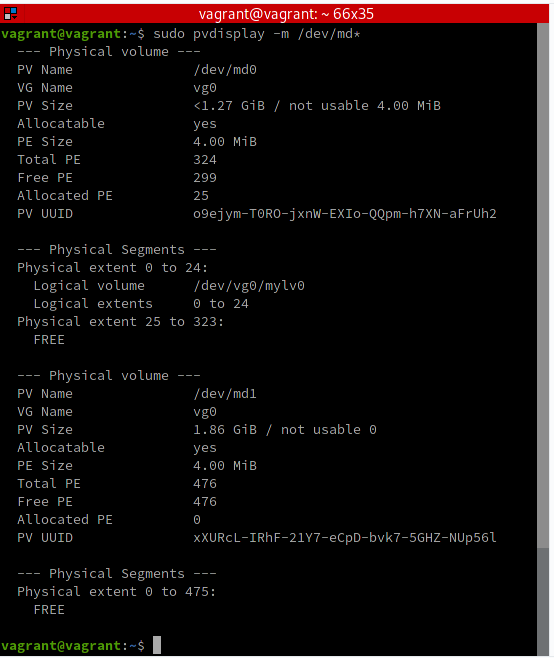 vagrant@vagrant: ~ 66x35
vagrant@vagrant:~$ sudo pvdisplay -m /dev/md*
  --- Physical volume ---
  PV Name               /dev/md0
  VG Name               vg0
  PV Size               <1.27 GiB / not usable 4.00 MiB
  Allocatable           yes
  PE Size               4.00 MiB
  Total PE              324
  Free PE               299
  Allocated PE          25
  PV UUID               o9ejym-T0RO-jxnW-EXIo-QQpm-h7XN-aFrUh2
  --- Physical Segments ---
  Physical extent 0 to 24:
    Logical volume      /dev/vg0/mylv0
    Logical extents     0 to 24
  Physical extent 25 to 323:
    FREE
  --- Physical volume ---
  PV Name               /dev/md1
  VG Name               vg0
  PV Size               1.86 GiB / not usable 0
  Allocatable           yes
  PE Size               4.00 MiB
  Total PE              476
  Free PE               476
  Allocated PE          0
  PV UUID               xXURcL-IRhF-21Y7-eCpD-bvk7-5GHZ-NUp56l
  --- Physical Segments ---
  Physical extent 0 to 475:
    FREE
vagrant@vagrant:~$